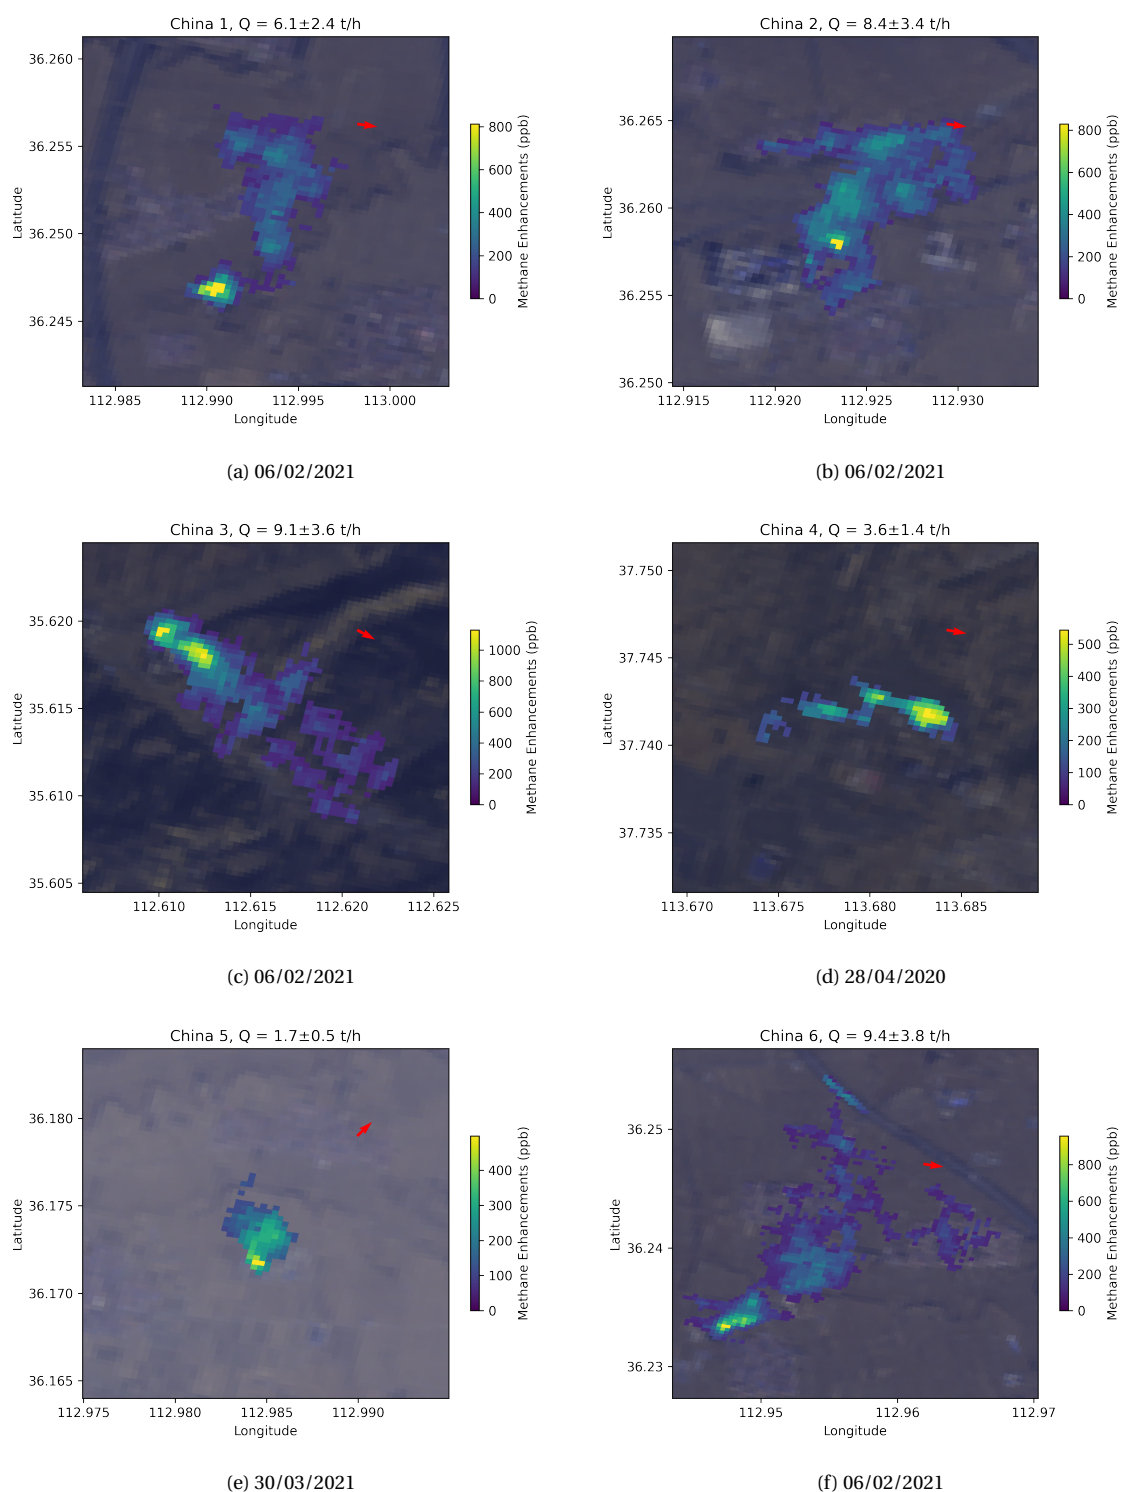 China 1, Q = 6.1±2.4 t/h
36.260
36.255
36.250
36.245
Latitude
112.985 112.990 112.995 113.000
Longitude
800
600
400
200
0
Methane Enhancements (ppb)
(a) 06/02/2021
China 2, Q = 8.4±3.4 t/h
36.265
36.260
36.255
36.250
Latitude
112.915 112.920 112.925 112.930
Longitude
800
600
400
200
0
Methane Enhancements (ppb)
(b) 06/02/2021
China 3, Q = 9.1±3.6 t/h
35.620
35.615
35.610
35.605
Latitude
112.610 112.615 112.620 112.625
Longitude
1000
800
600
400
200
0
Methane Enhancements (ppb)
(c) 06/02/2021
China 4, Q = 3.6±1.4 t/h
37.750
37.745
37.740
37.735
Latitude
113.670 113.675 113.680 113.685
Longitude
500
400
300
200
100
0
Methane Enhancements (ppb)
(d) 28/04/2020
China 5, Q = 1.7±0.5 t/h
36.180
36.175
36.170
36.165
Latitude
112.975 112.980 112.985 112.990
Longitude
400
300
200
100
0
Methane Enhancements (ppb)
(e) 30/03/2021
China 6, Q = 9.4±3.8 t/h
36.25
36.24
36.23
Latitude
112.95 112.96 112.97
Longitude
800
600
400
200
0
Methane Enhancements (ppb)
(f) 06/02/2021